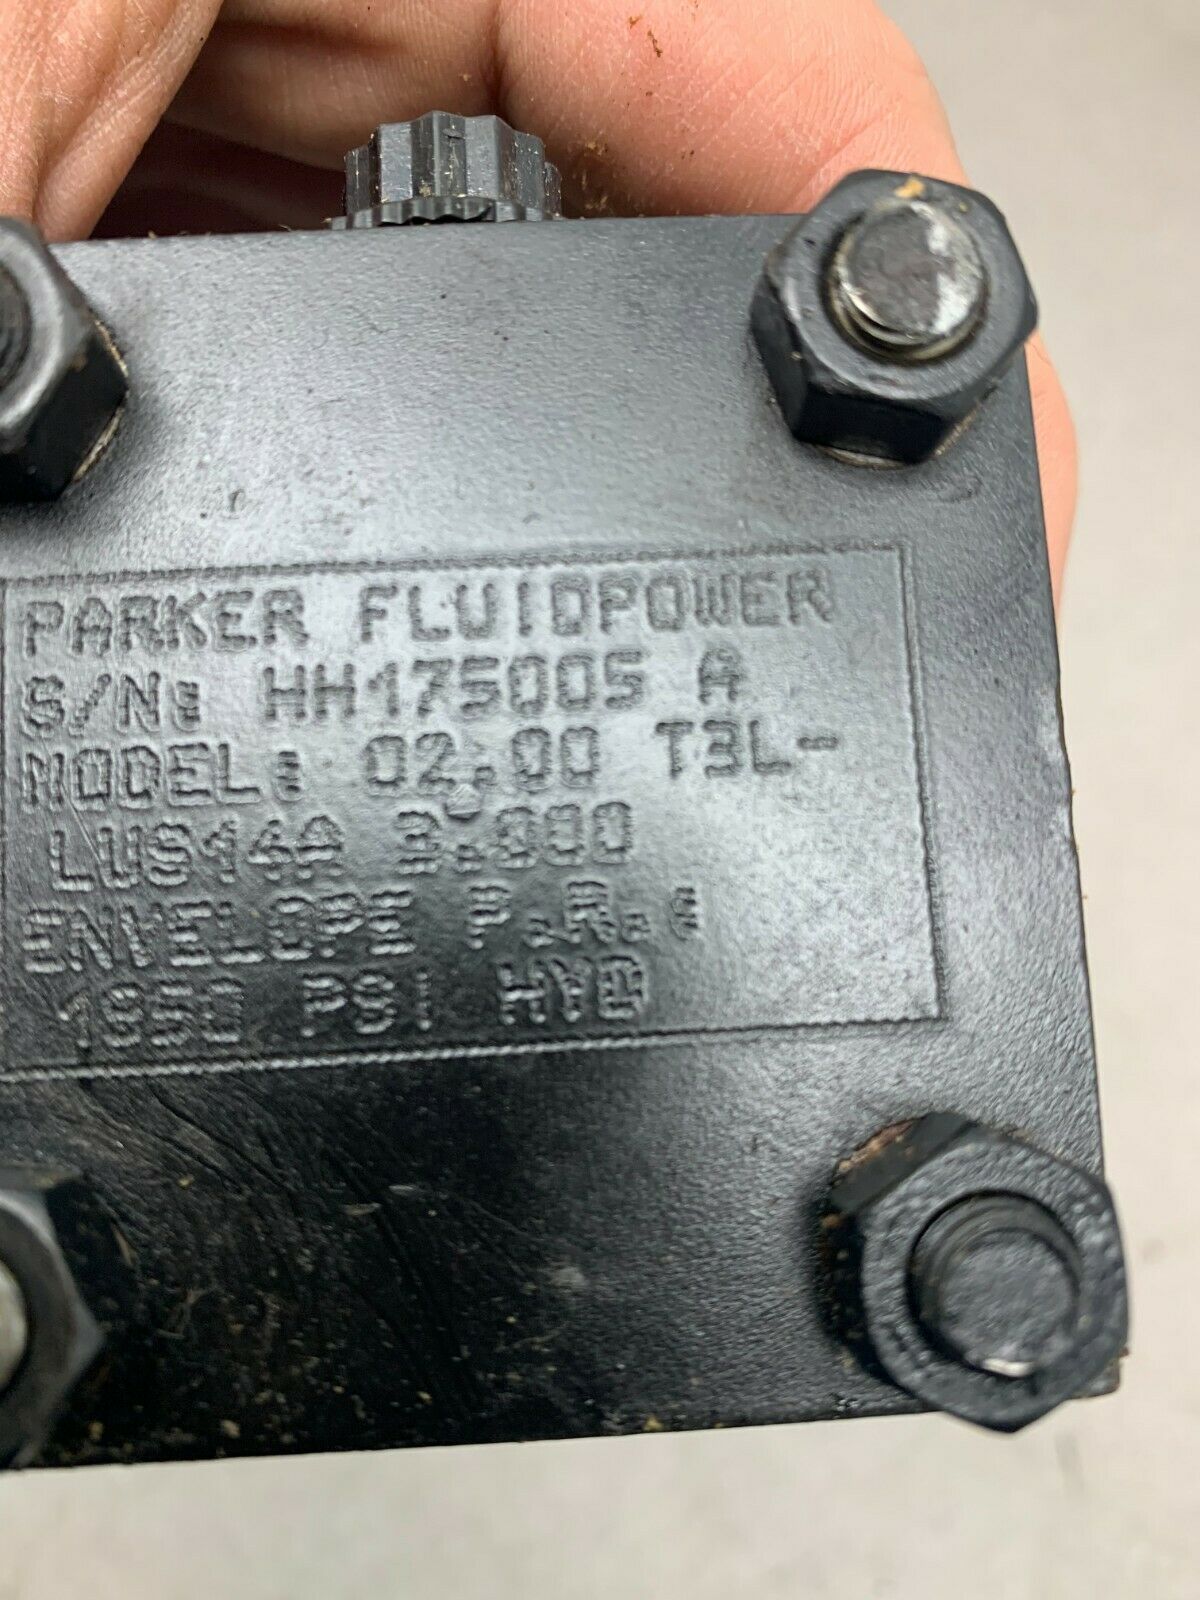 PARKER FLUIDPOWER
S/N: HH175005 A
MODEL: 02.00 T3L-
LUS14A 3.000
ENVELOPE P.R.:
1950 PSI HYD